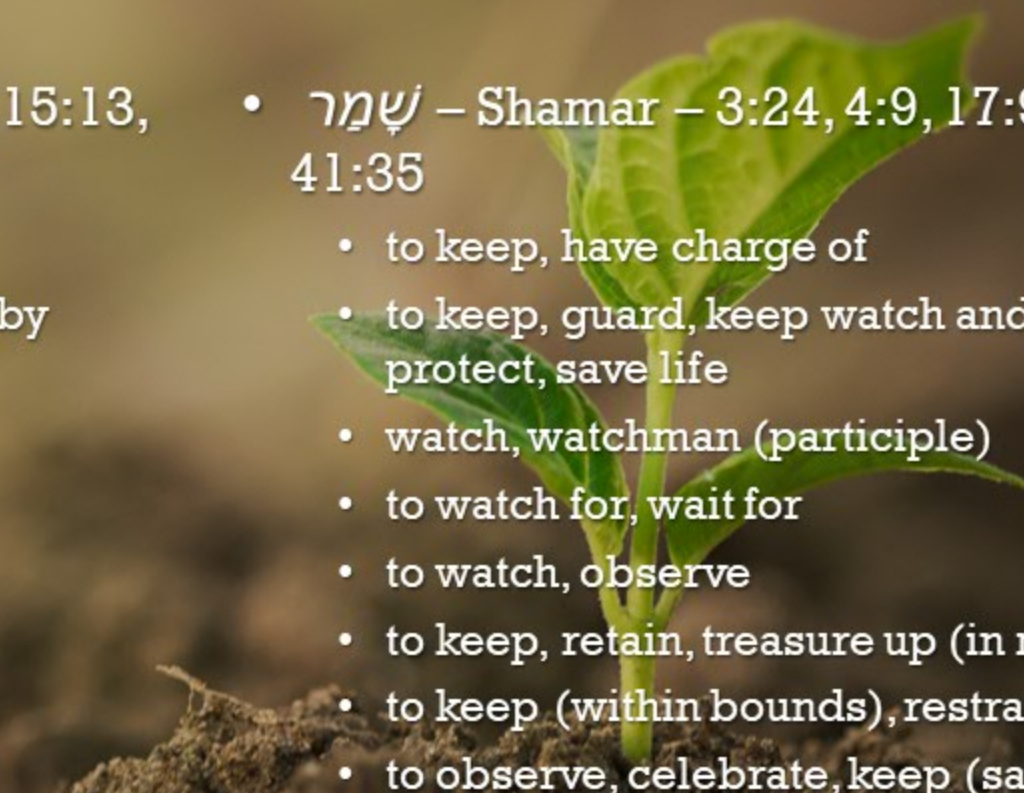 15:13,
by
• שָׁמַר – Shamar – 3:24, 4:9, 17:9
41:35
• to keep, have charge of
• to keep, guard, keep watch and
protect, save life
• watch, watchman (participle)
• to watch for, wait for
• to watch, observe
• to keep, retain, treasure up (in
• to keep (within bounds),
• to observe, celebrate, keep